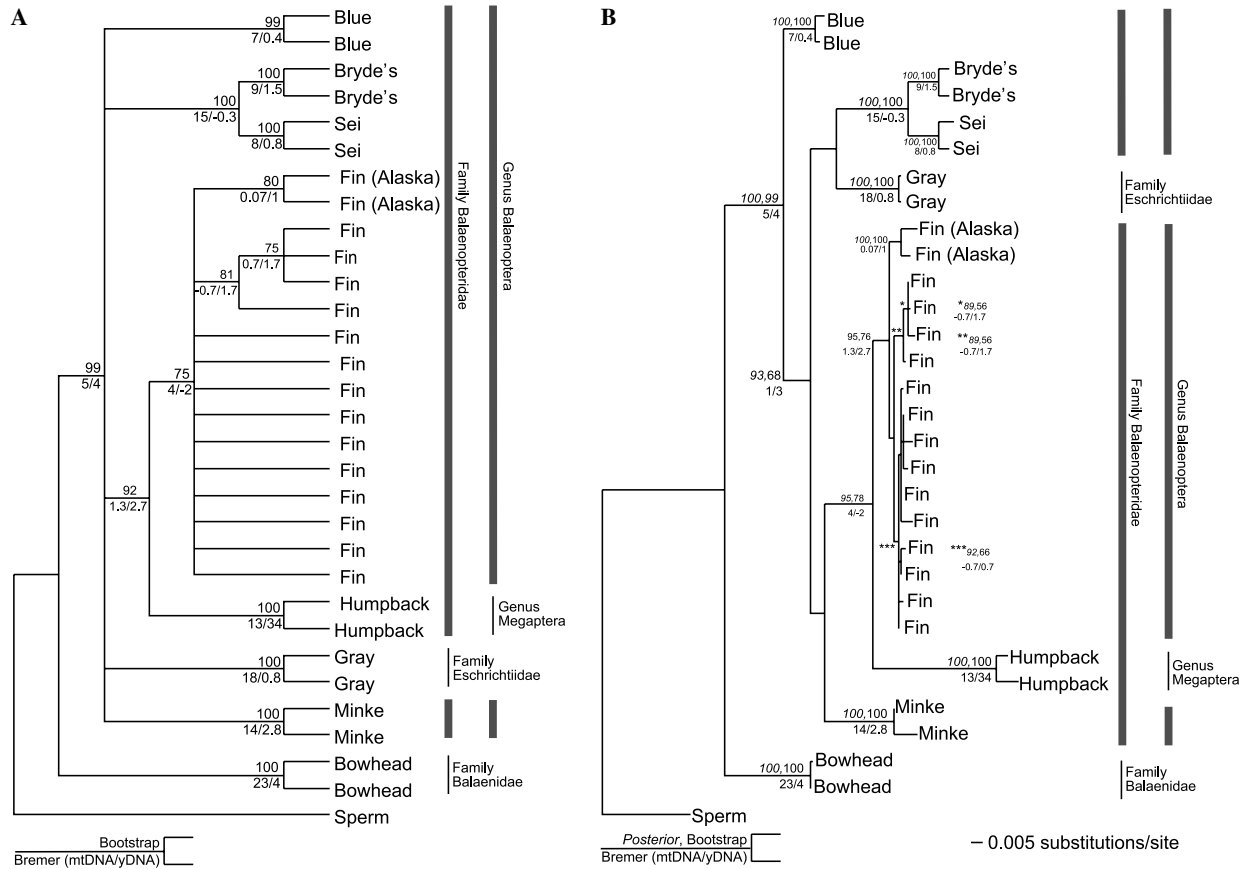 A
99
7/0.4
Blue
Blue
100
15/-0.3
100
9/1.5
Bryde's
Bryde's
100
8/0.8
Sei
Sei
80
0.07/1
Fin (Alaska)
Fin (Alaska)
Fin
75
0.7/1.7
Fin
Fin
81
-0.7/1.7
Fin
Fin
Fin
99
5/4
75
4/-2
Fin
Fin
Fin
Fin
92
1.3/2.7
Fin
Fin
Fin
Fin
100
13/34
Humpback
Humpback
100
18/0.8
Gray
Gray
100
14/2.8
Minke
Minke
100
23/4
Bowhead
Bowhead
Sperm
Family Balaenopteridae
Genus Balaenoptera
Genus
Megaptera
Family
Eschrichtiidae
Family
Balaenidae
Bootstrap
Bremer (mtDNA/yDNA)
B
100,100
7/0.4
Blue
Blue
100,100
15/-0.3
100,100
9/1.5
Bryde's
Bryde's
100,100
8/0.8
Sei
Sei
100,100
18/0.8
Gray
Gray
Family
Eschrichtiidae
100,99
5/4
100,100
0.07/1
Fin (Alaska)
Fin (Alaska)
Fin
*
Fin
*89,56
-0.7/1.7
**
Fin
**89,56
-0.7/1.7
95,76
1.3/2.7
Fin
93,68
1/3
Fin
Fin
Fin
Fin
95,78
4/-2
Fin
Fin
***
Fin
***92,66
-0.7/0.7
Fin
Fin
Fin
100,100
13/34
Humpback
Humpback
Genus
Megaptera
100,100
14/2.8
Minke
Minke
Family Balaenopteridae
Genus Balaenoptera
100,100
23/4
Bowhead
Bowhead
Family
Balaenidae
Sperm
Posterior, Bootstrap
Bremer (mtDNA/yDNA)
– 0.005 substitutions/site